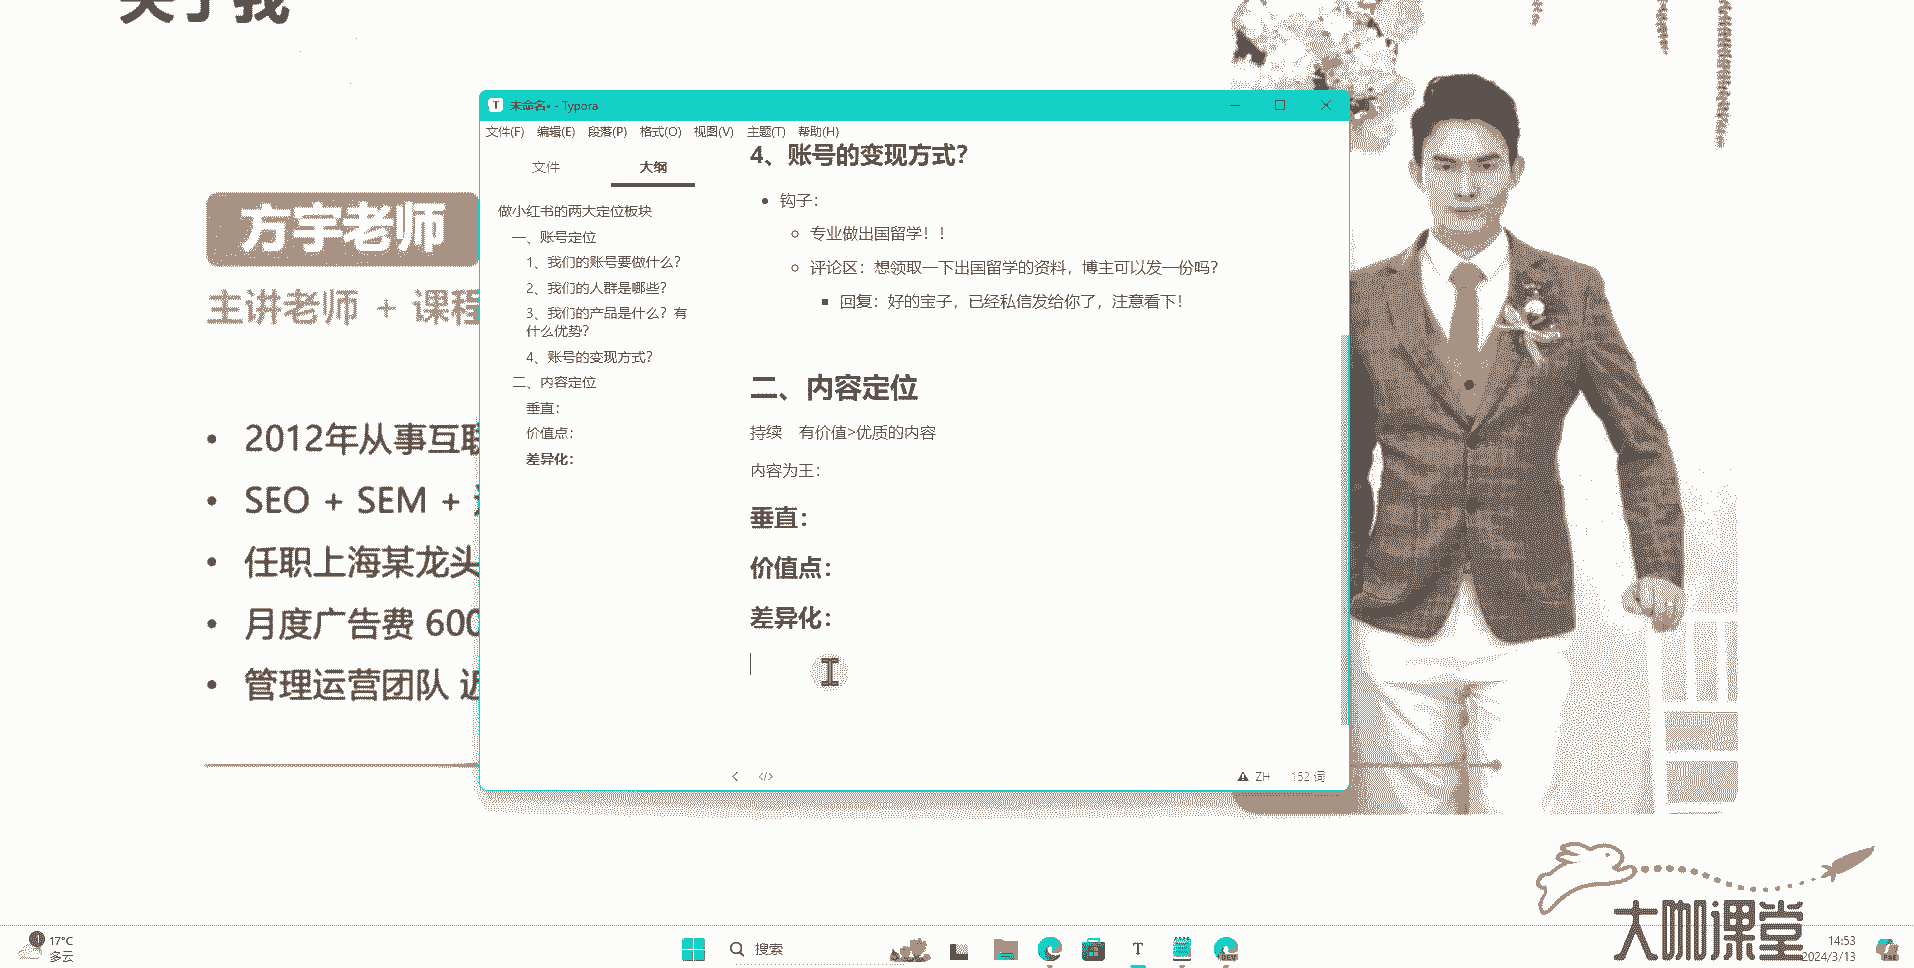 关于我
方宇老师
主讲老师 + 课程
• 2012年从事互联
• SEO + SEM +
• 任职上海某龙头
• 月度广告费 600
• 管理运营团队 近
T 未命名• - Typora
文件(F) 编辑(E) 段落(P) 格式(O) 视图(V) 主题(T) 帮助(H)
文件 大纲
做小红书的两大定位板块
一、账号定位
1、我们的账号要做什么？
2、我们的人群是哪些？
3、我们的产品是什么？有
什么优势？
4、账号的变现方式？
二、内容定位
垂直：
价值点：
差异化：
4、账号的变现方式？
• 钩子：
专业做出国留学！！
评论区：想领取一下出国留学的资料，博主可以发一份吗？
回复：好的宝子，已经私信发给你了，注意看下！
二、内容定位
持续 有价值>优质的内容
内容为王：
垂直：
价值点：
差异化：
</> ZH 152 词
大咖课堂
1 17°C
多云
搜索
T
DEV
14:53
2024/3/13
PRE